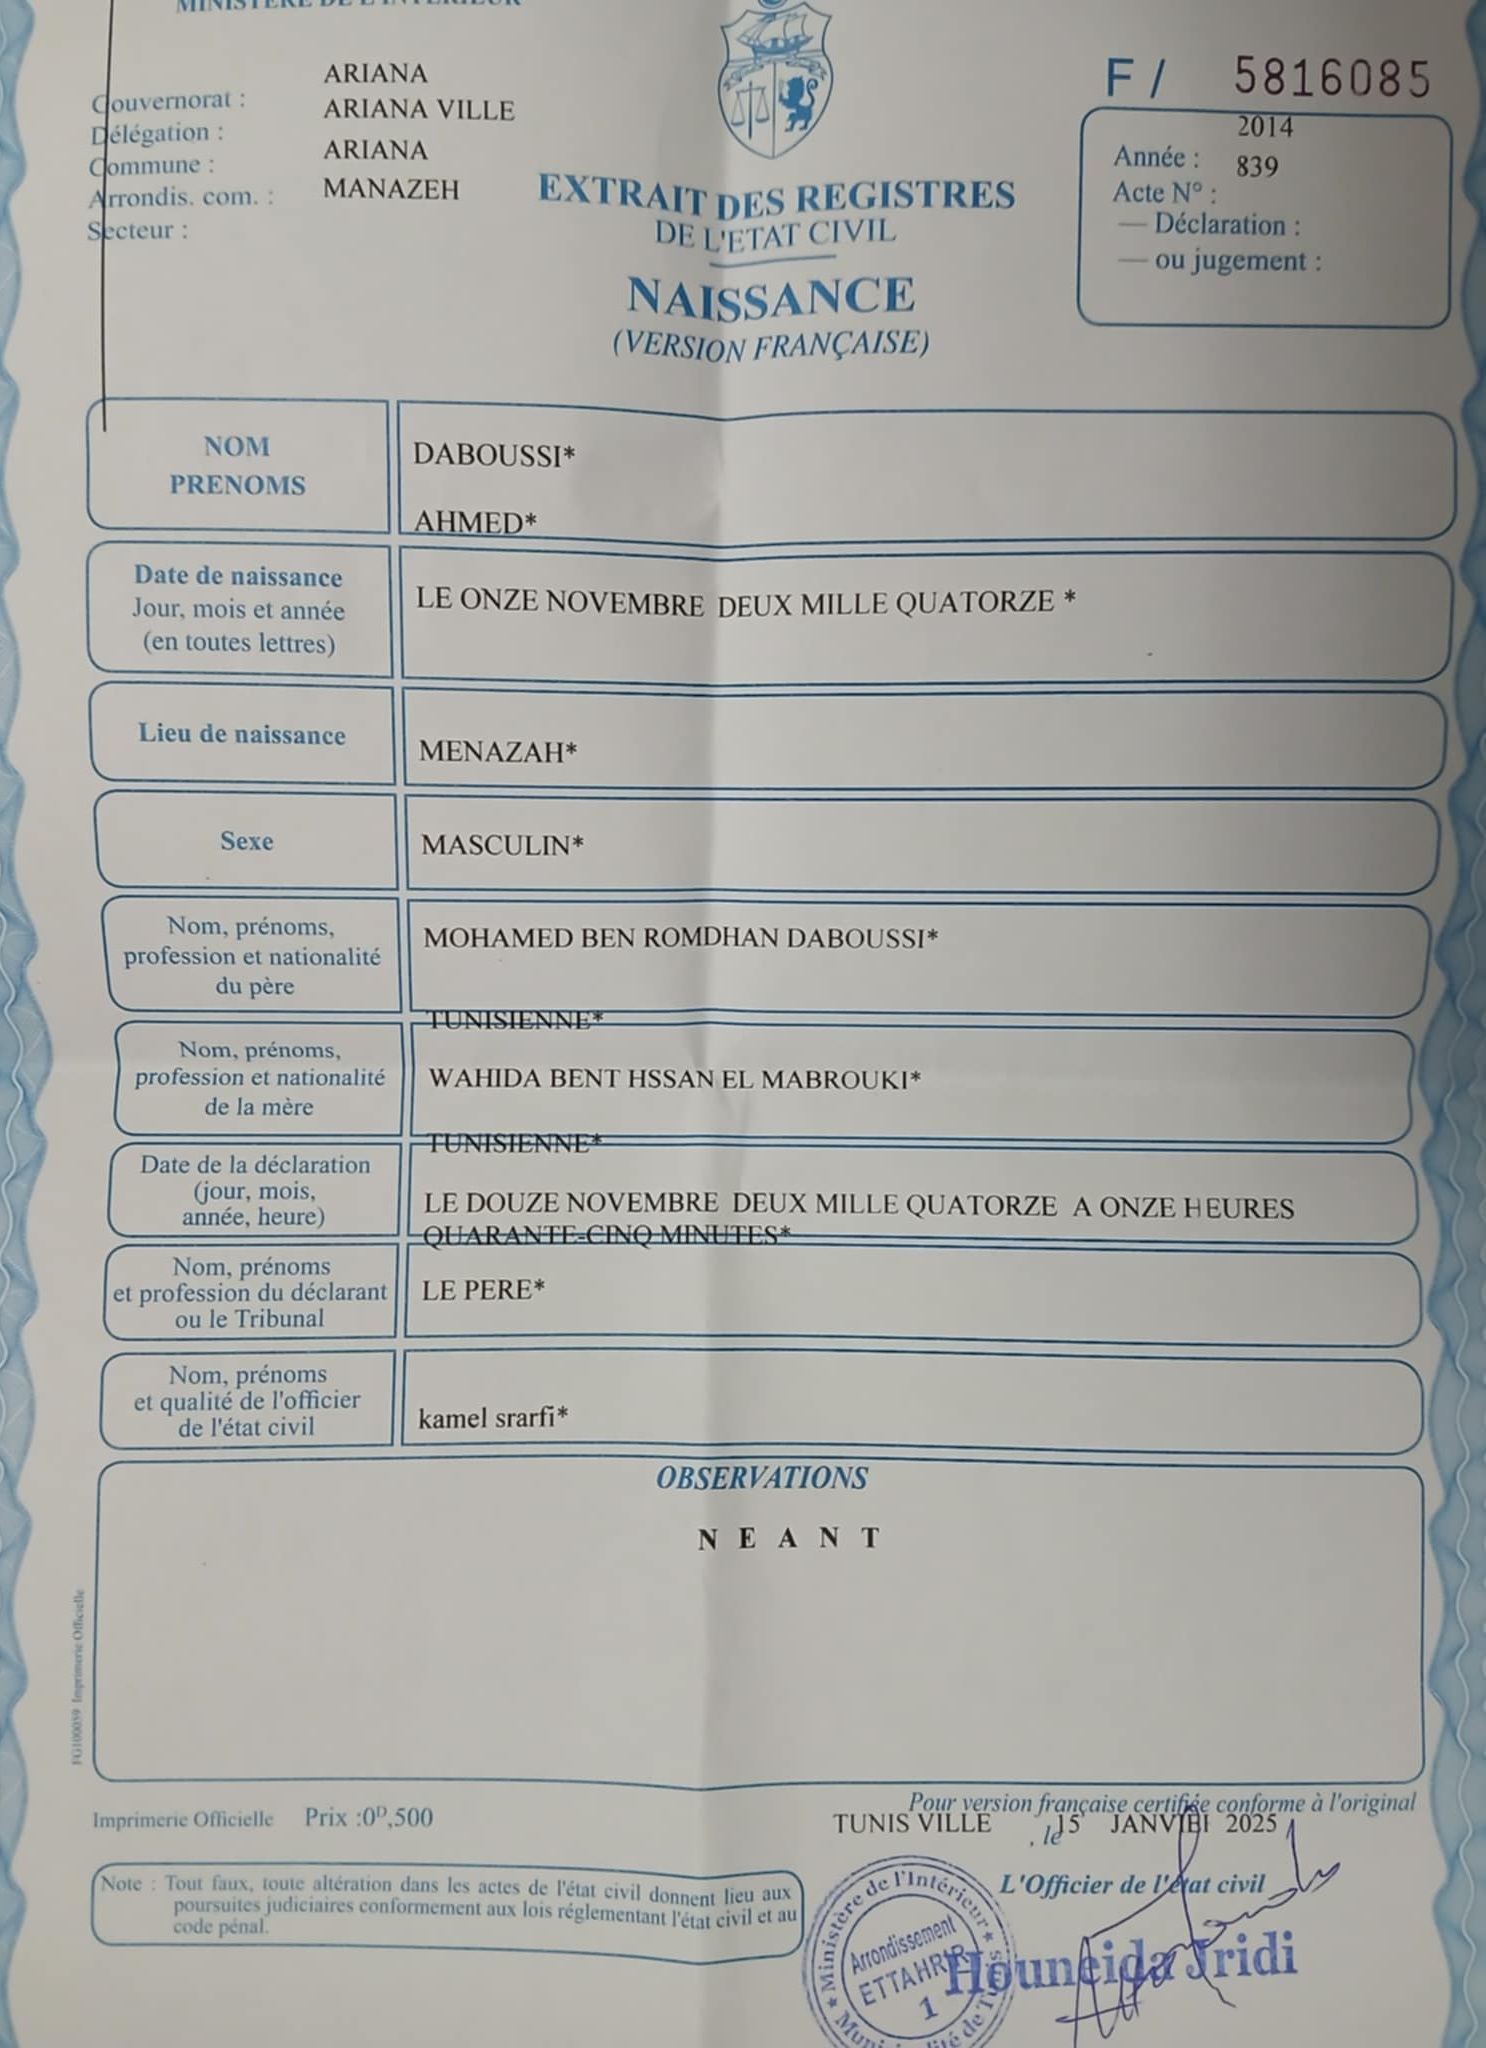 MINISTERE DE L'INTERIEUR
Gouvernorat : ARIANA
Délégation : ARIANA VILLE
Commune : ARIANA
Arrondis. com. : MANAZEH
Secteur :
F / 5816085
2014
Année : 839
Acte N° :
— Déclaration :
— ou jugement :
EXTRAIT DES REGISTRES
DE L'ETAT CIVIL
NAISSANCE
(VERSION FRANÇAISE)
NOM
PRENOMS
DABOUSSI*
AHMED*
Date de naissance
Jour, mois et année
(en toutes lettres)
LE ONZE NOVEMBRE DEUX MILLE QUATORZE *
Lieu de naissance
MENAZAH*
Sexe
MASCULIN*
Nom, prénoms,
profession et nationalité
du père
MOHAMED BEN ROMDHAN DABOUSSI*
TUNISIENNE*
Nom, prénoms,
profession et nationalité
de la mère
WAHIDA BENT HSSAN EL MABROUKI*
TUNISIENNE*
Date de la déclaration
(jour, mois,
année, heure)
LE DOUZE NOVEMBRE DEUX MILLE QUATORZE A ONZE HEURES
QUARANTE-CINQ MINUTES*
Nom, prénoms
et profession du déclarant
ou le Tribunal
LE PERE*
Nom, prénoms
et qualité de l'officier
de l'état civil
kamel srarfi*
OBSERVATIONS
N E A N T
FG100059 Imprimerie Officielle
Imprimerie Officielle Prix :0ᴰ,500
Pour version française certifiée conforme à l'original
TUNIS VILLE , le 15 JANVIER 2025
L'Officier de l'état civil
Note : Tout faux, toute altération dans les actes de l'état civil donnent lieu aux
poursuites judiciaires conformement aux lois réglementant l'état civil et au
code pénal.
Ministère de l'Intérieur
Arrondissement
ETTAHRIR
1
Municipalité de
Houneida Jridi